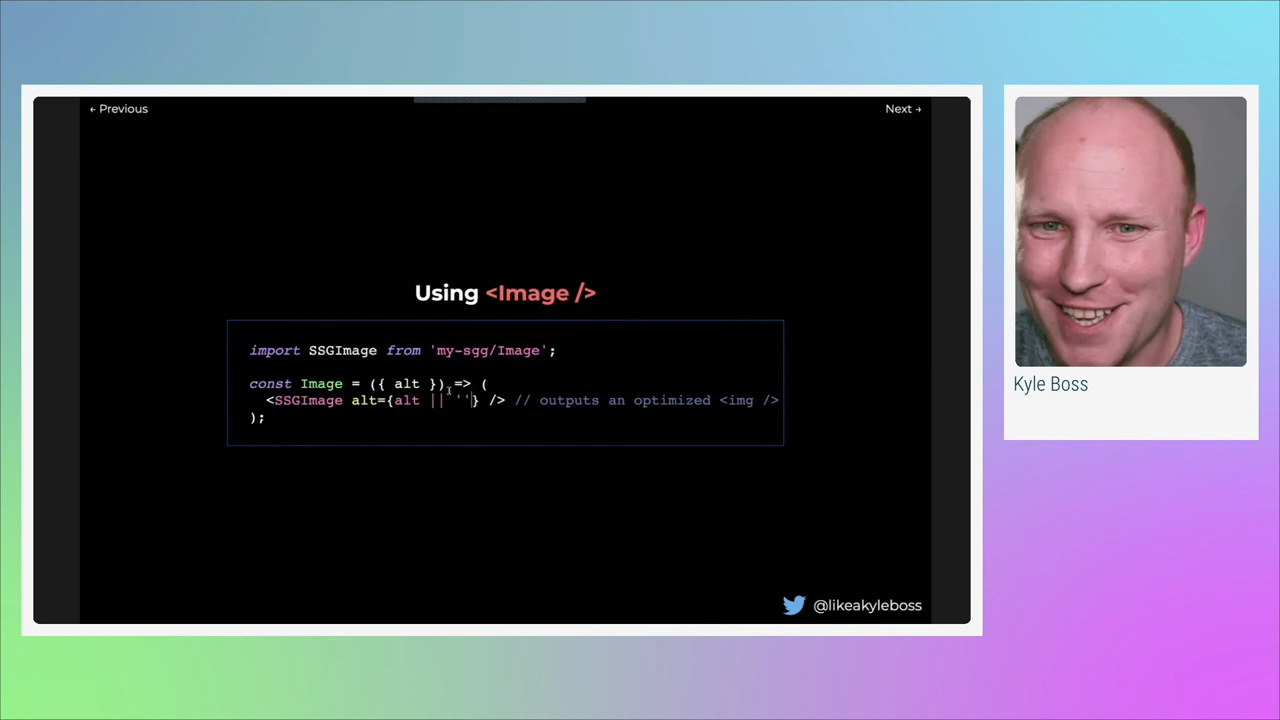 ← Previous
Next →
Using <Image />
import SSGImage from 'my-sgg/Image';
const Image = ({ alt }) => (
<SSGImage alt={alt || ''} /> // outputs an optimized <img />
);
@likeakyleboss
Kyle Boss